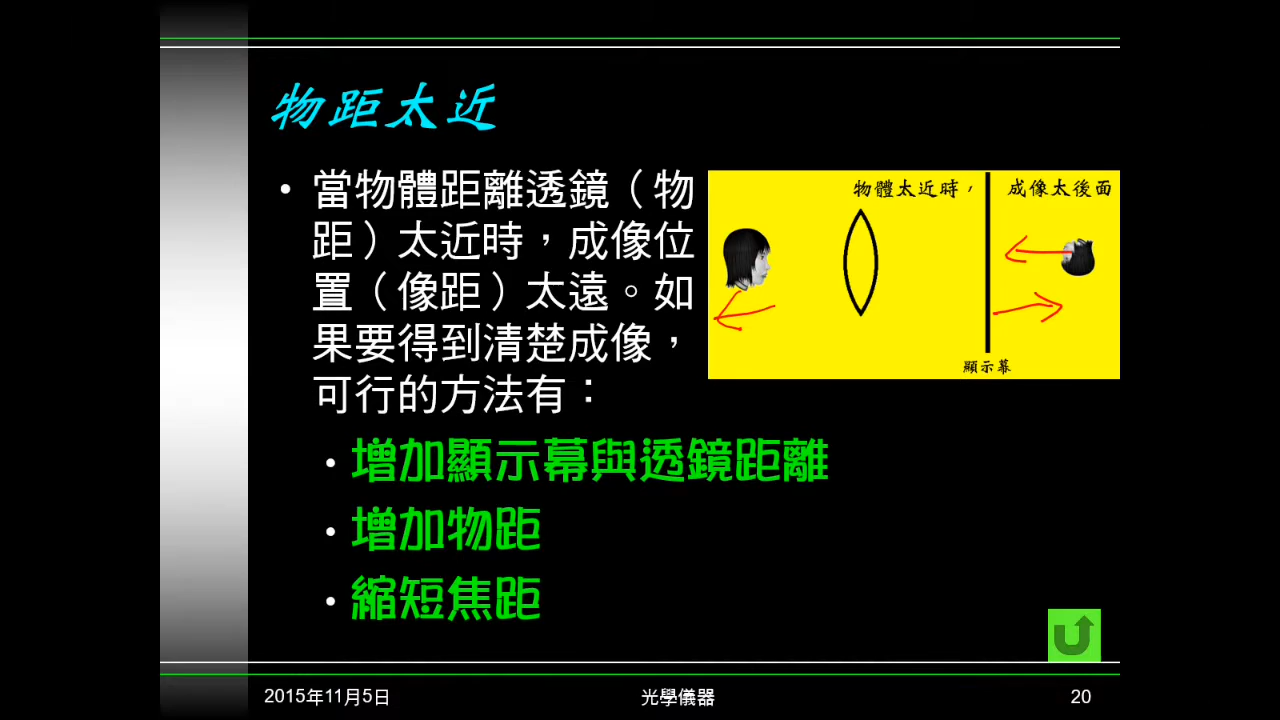 物距太近
• 當物體距離透鏡（物
距）太近時，成像位
置（像距）太遠。如
果要得到清楚成像，
可行的方法有：
• 增加顯示幕與透鏡距離
• 增加物距
• 縮短焦距
物體太近時，
成像太後面
顯示幕
2015年11月5日
光學儀器
20